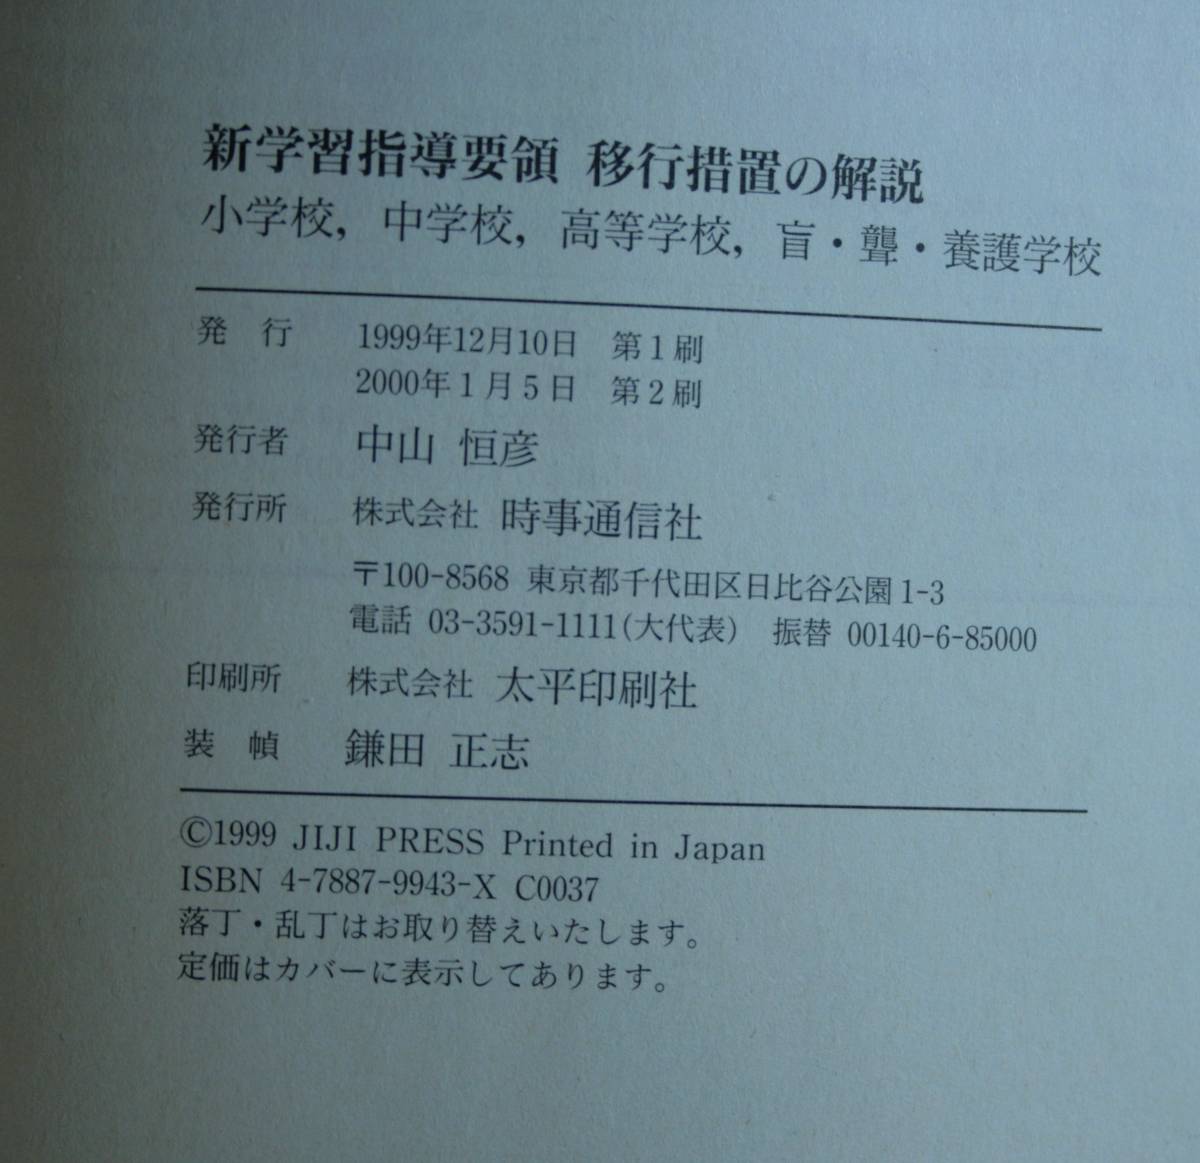 新学習指導要領 移行措置の解説
小学校，中学校，高等学校，盲・聾・養護学校
発 行 1999年12月10日 第1刷
2000年1月5日 第2刷
発行者 中山 恒彦
発行所 株式会社 時事通信社
〒100-8568 東京都千代田区日比谷公園1-3
電話 03-3591-1111(大代表) 振替 00140-6-85000
印刷所 株式会社 太平印刷社
装 幀 鎌田 正志
©1999 JIJI PRESS Printed in Japan
ISBN 4-7887-9943-X C0037
落丁・乱丁はお取り替えいたします。
定価はカバーに表示してあります。